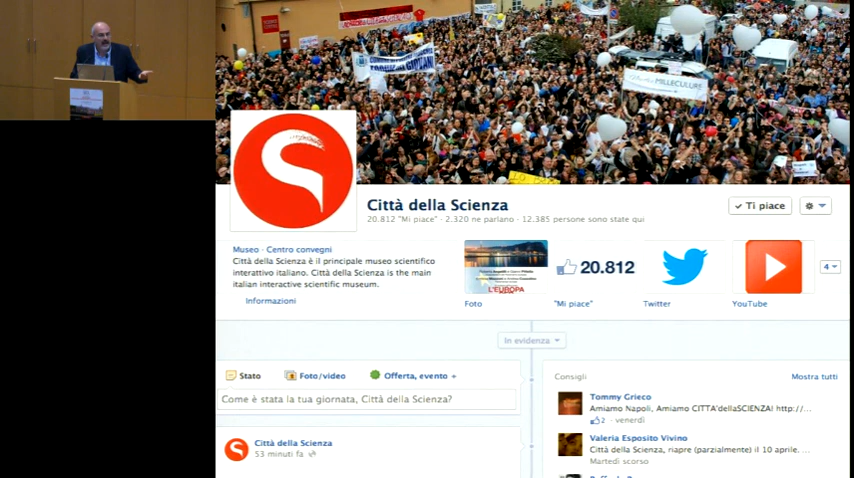 Città della Scienza
20.812 "Mi piace" · 2.320 ne parlano · 12.385 persone sono state qui
Ti piace
Museo · Centro convegni
Città della Scienza è il principale museo scientifico
interattivo italiano. Città della Scienza is the main
italian interactive scientific museum.
Informazioni
L'EUROPA
20.812
4
Foto
"Mi piace"
Twitter
YouTube
In evidenza
Stato
Foto/video
Offerta, evento +
Come è stata la tua giornata, Città della Scienza?
Città della Scienza
53 minuti fa
Consigli
Mostra tutti
Tommy Grieco
Amiamo Napoli, Amiamo CITTA'dellaSCIENZA! http://...
2 · venerdì
Valeria Esposito Vivino
Città della Scienza, riapre (parzialmente) il 10 aprile. ...
Martedì scorso